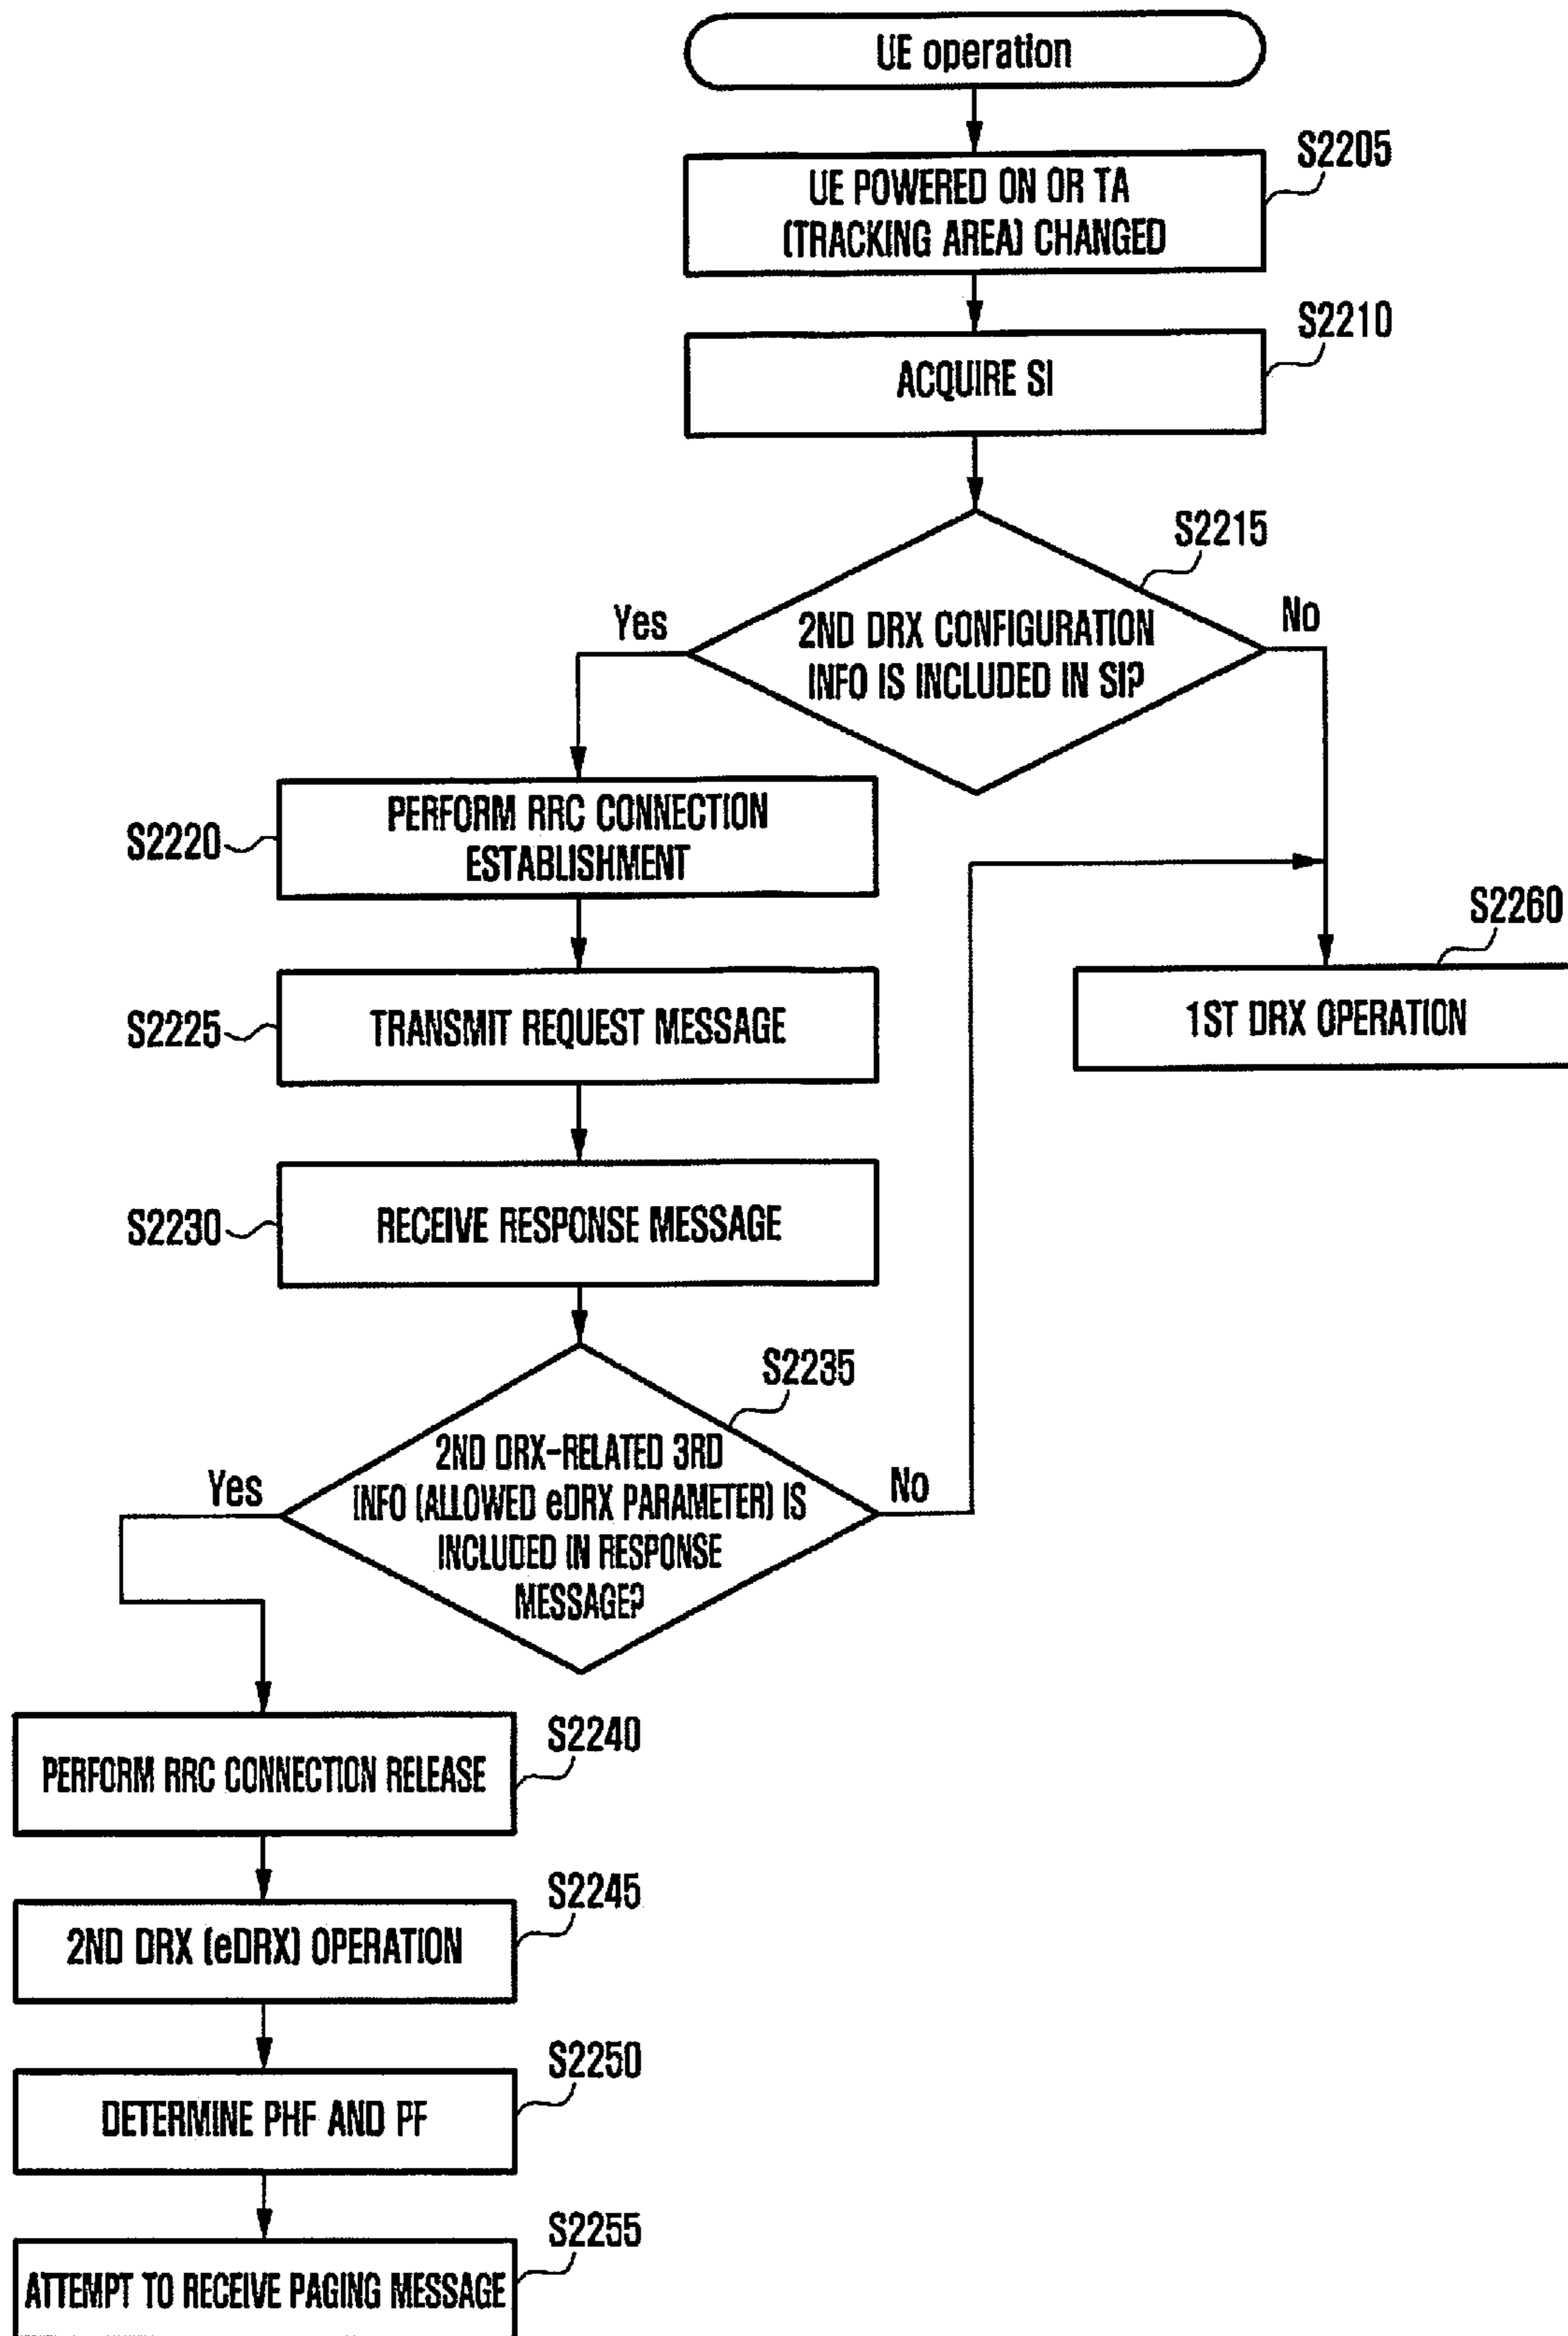 UE operation
S2205
UE POWERED ON OR TA
(TRACKING AREA) CHANGED
S2210
ACQUIRE SI
S2215
Yes
No
2ND DRX CONFIGURATION
INFO IS INCLUDED IN SI?
S2220
PERFORM RRC CONNECTION
ESTABLISHMENT
S2260
1ST DRX OPERATION
S2225
TRANSMIT REQUEST MESSAGE
S2230
RECEIVE RESPONSE MESSAGE
S2235
Yes
No
2ND DRX-RELATED 3RD
INFO (ALLOWED eDRX PARAMETER) IS
INCLUDED IN RESPONSE
MESSAGE?
S2240
PERFORM RRC CONNECTION RELEASE
S2245
2ND DRX (eDRX) OPERATION
S2250
DETERMINE PHF AND PF
S2255
ATTEMPT TO RECEIVE PAGING MESSAGE